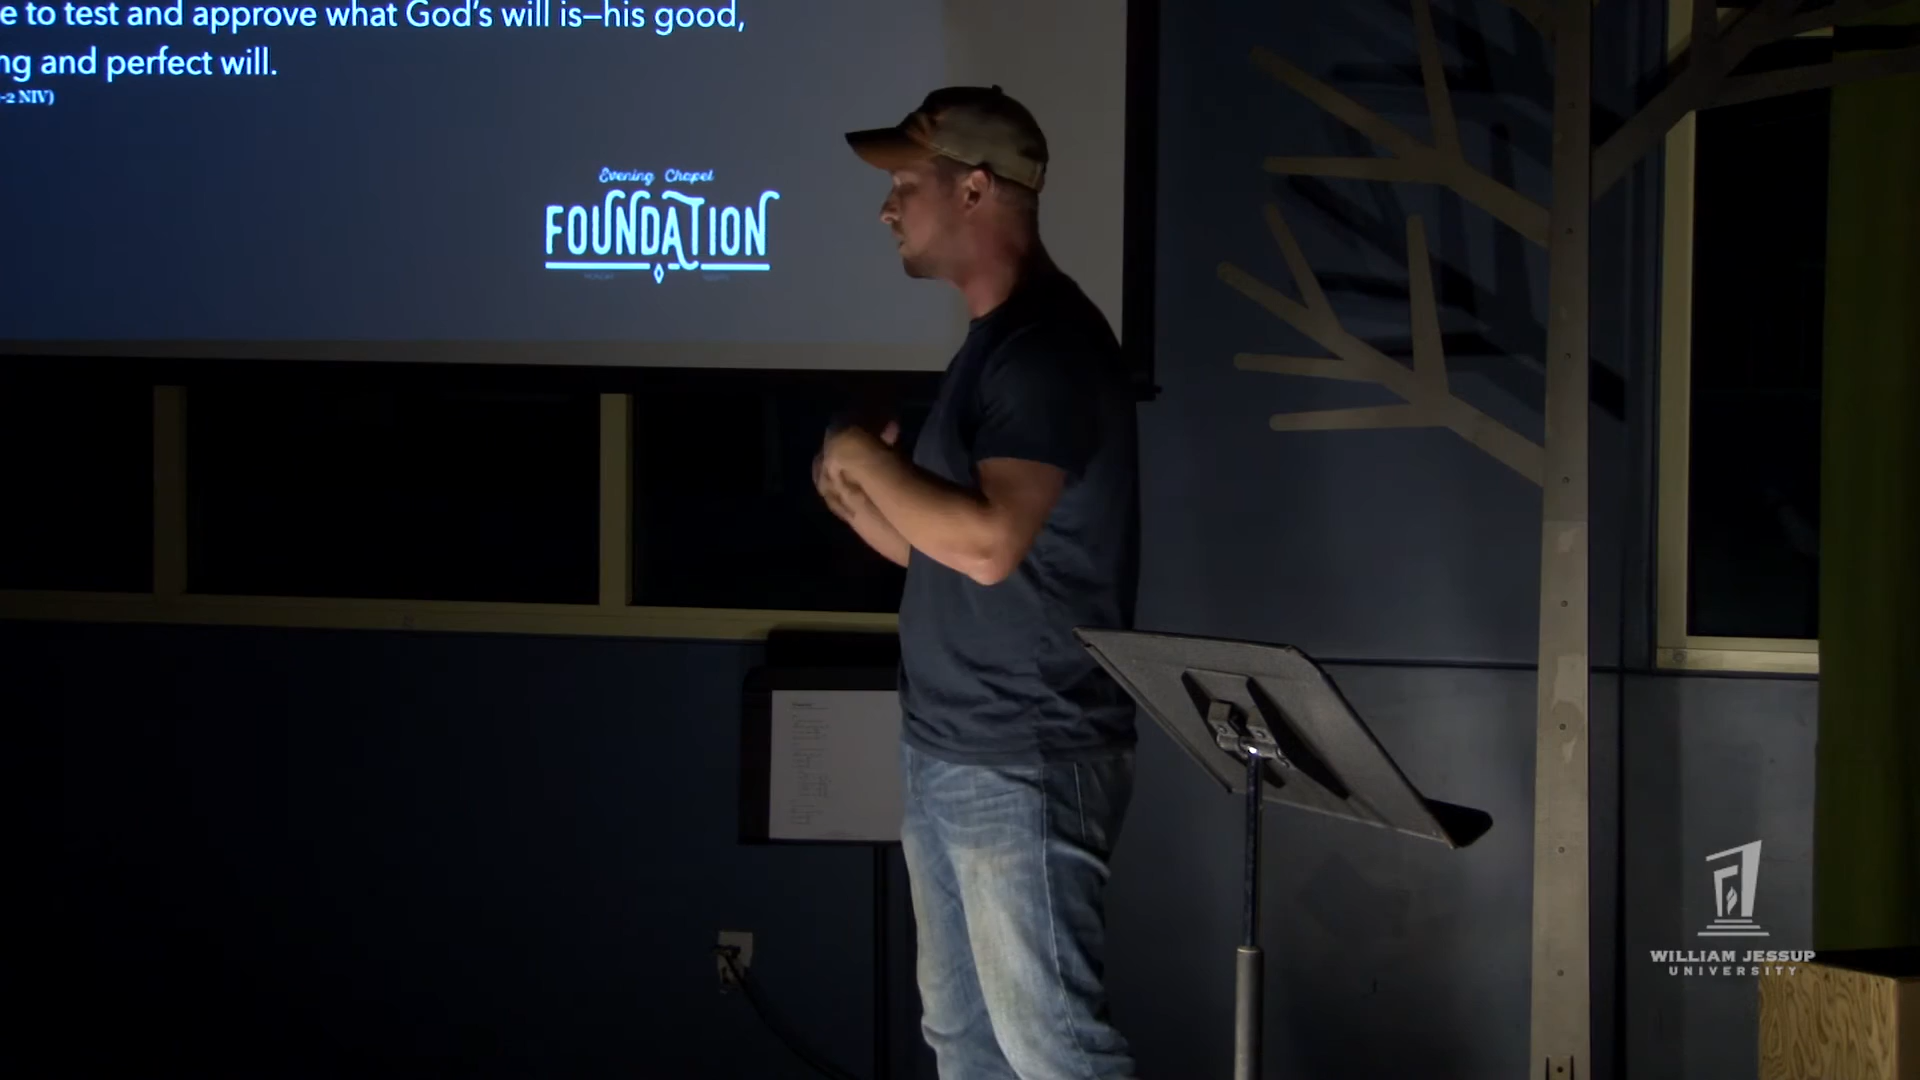 e to test and approve what God's will is—his good,
ng and perfect will.
-2 NIV)
Evening Chapel
FOUNDATION
WILLIAM JESSUP
UNIVERSITY